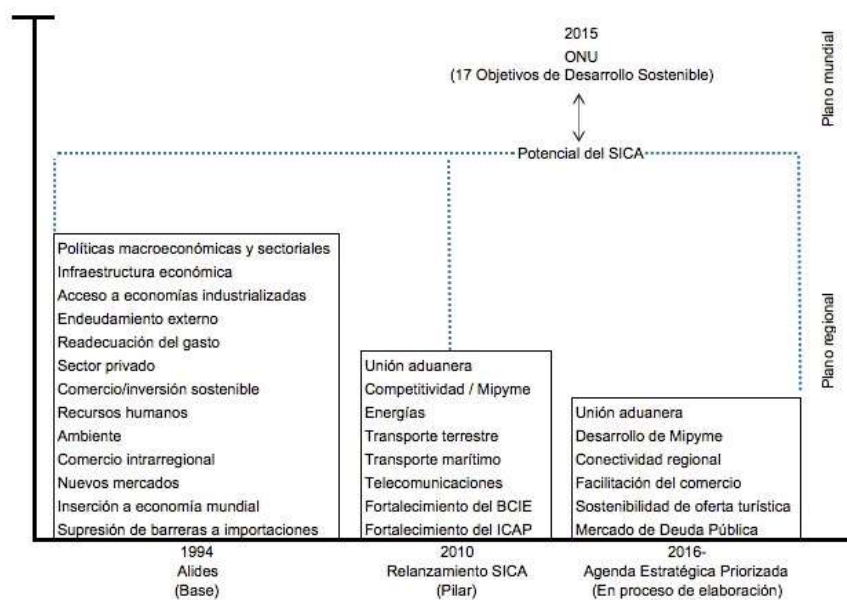 2015
ONU
(17 Objetivos de Desarrollo Sostenible)
Plano mundial
Potencial del SICA
Plano regional
Políticas macroeconómicas y sectoriales
Infraestructura económica
Acceso a economías industrializadas
Endeudamiento externo
Readecuación del gasto
Sector privado
Comercio/inversión sostenible
Recursos humanos
Ambiente
Comercio intrarregional
Nuevos mercados
Inserción a economía mundial
Supresión de barreras a importaciones
1994
Alides
(Base)
Unión aduanera
Competitividad / Mipyme
Energías
Transporte terrestre
Transporte marítimo
Telecomunicaciones
Fortalecimiento del BCIE
Fortalecimiento del ICAP
2010
Relanzamiento SICA
(Pilar)
Unión aduanera
Desarrollo de Mipyme
Conectividad regional
Facilitación del comercio
Sostenibilidad de oferta turística
Mercado de Deuda Pública
2016-
Agenda Estratégica Priorizada
(En proceso de elaboración)